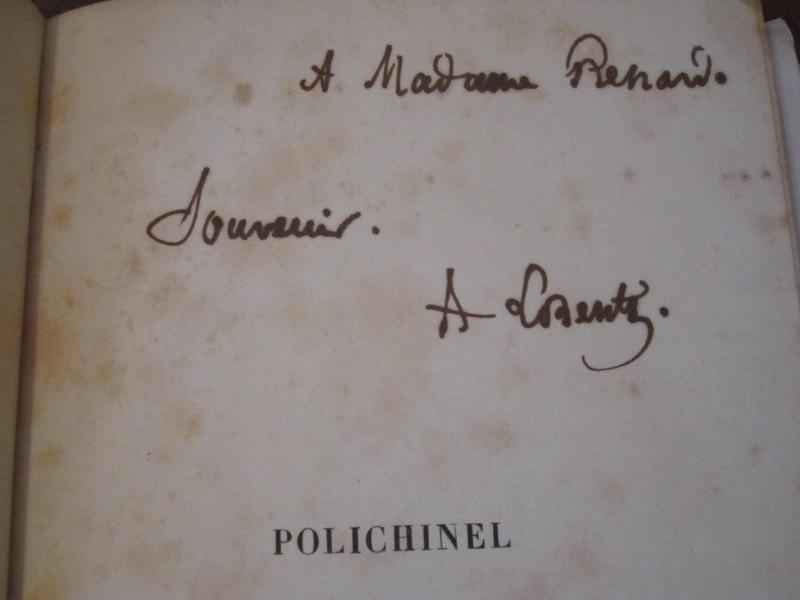 A Madame Renard.
Souvenir.
A Lorentz.
POLICHINEL